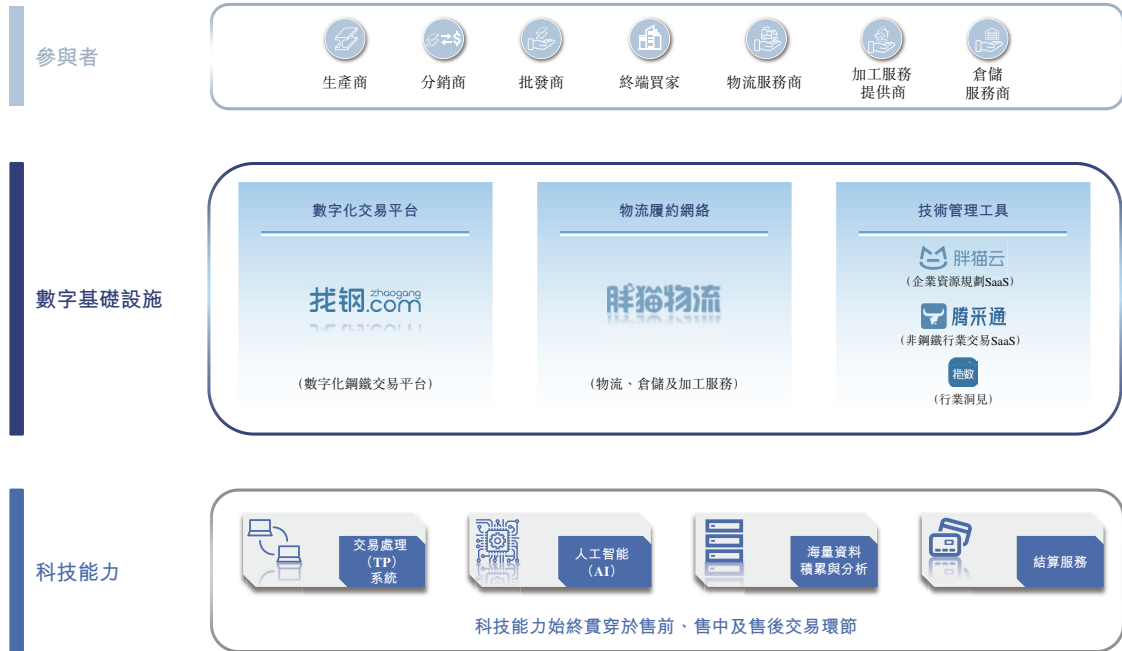 參與者
生產商
分銷商
批發商
終端買家
物流服務商
加工服務
提供商
倉儲
服務商
數字基礎設施
數字化交易平台
找钢.com
zhaogang
(數字化鋼鐵交易平台)
物流履約網絡
胖猫物流
(物流、倉儲及加工服務)
技術管理工具
胖猫云
(企業資源規劃SaaS)
腾采通
(非鋼鐵行業交易SaaS)
指数
(行業洞見)
科技能力
交易處理
(TP)
系統
人工智能
(AI)
海量資料
積累與分析
結算服務
科技能力始終貫穿於售前、售中及售後交易環節